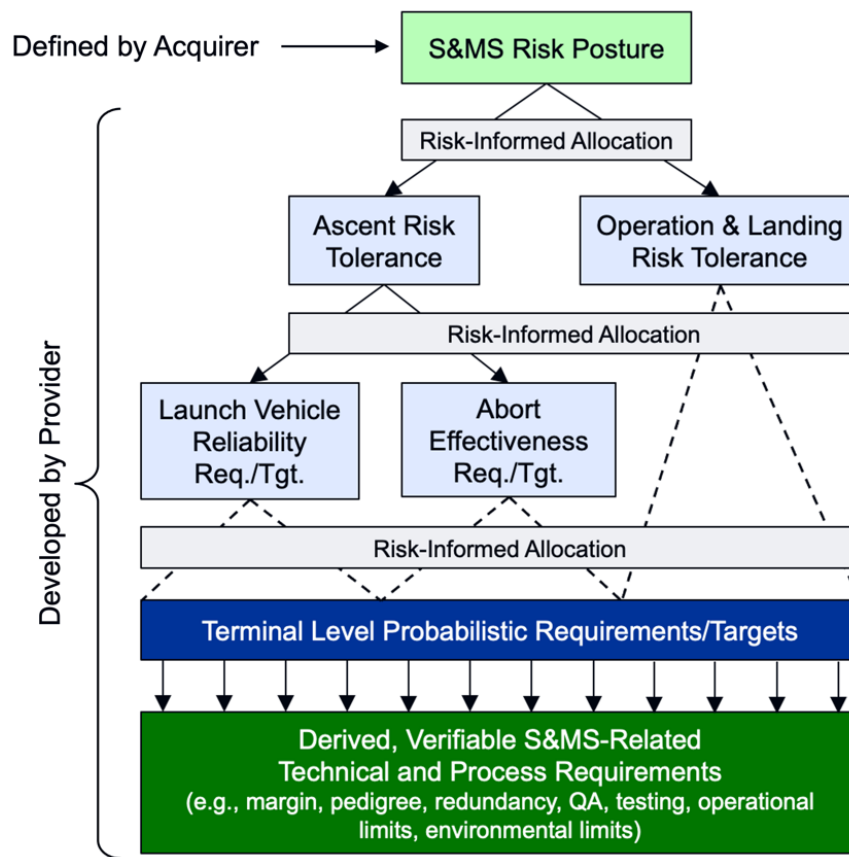 Defined by Acquirer
S&MS Risk Posture
Risk-Informed Allocation
Ascent Risk
Tolerance
Operation & Landing
Risk Tolerance
Risk-Informed Allocation
Launch Vehicle
Reliability
Req./Tgt.
Abort
Effectiveness
Req./Tgt.
Developed by Provider
Risk-Informed Allocation
Terminal Level Probabilistic Requirements/Targets
Derived, Verifiable S&MS-Related
Technical and Process Requirements
(e.g., margin, pedigree, redundancy, QA, testing, operational
limits, environmental limits)